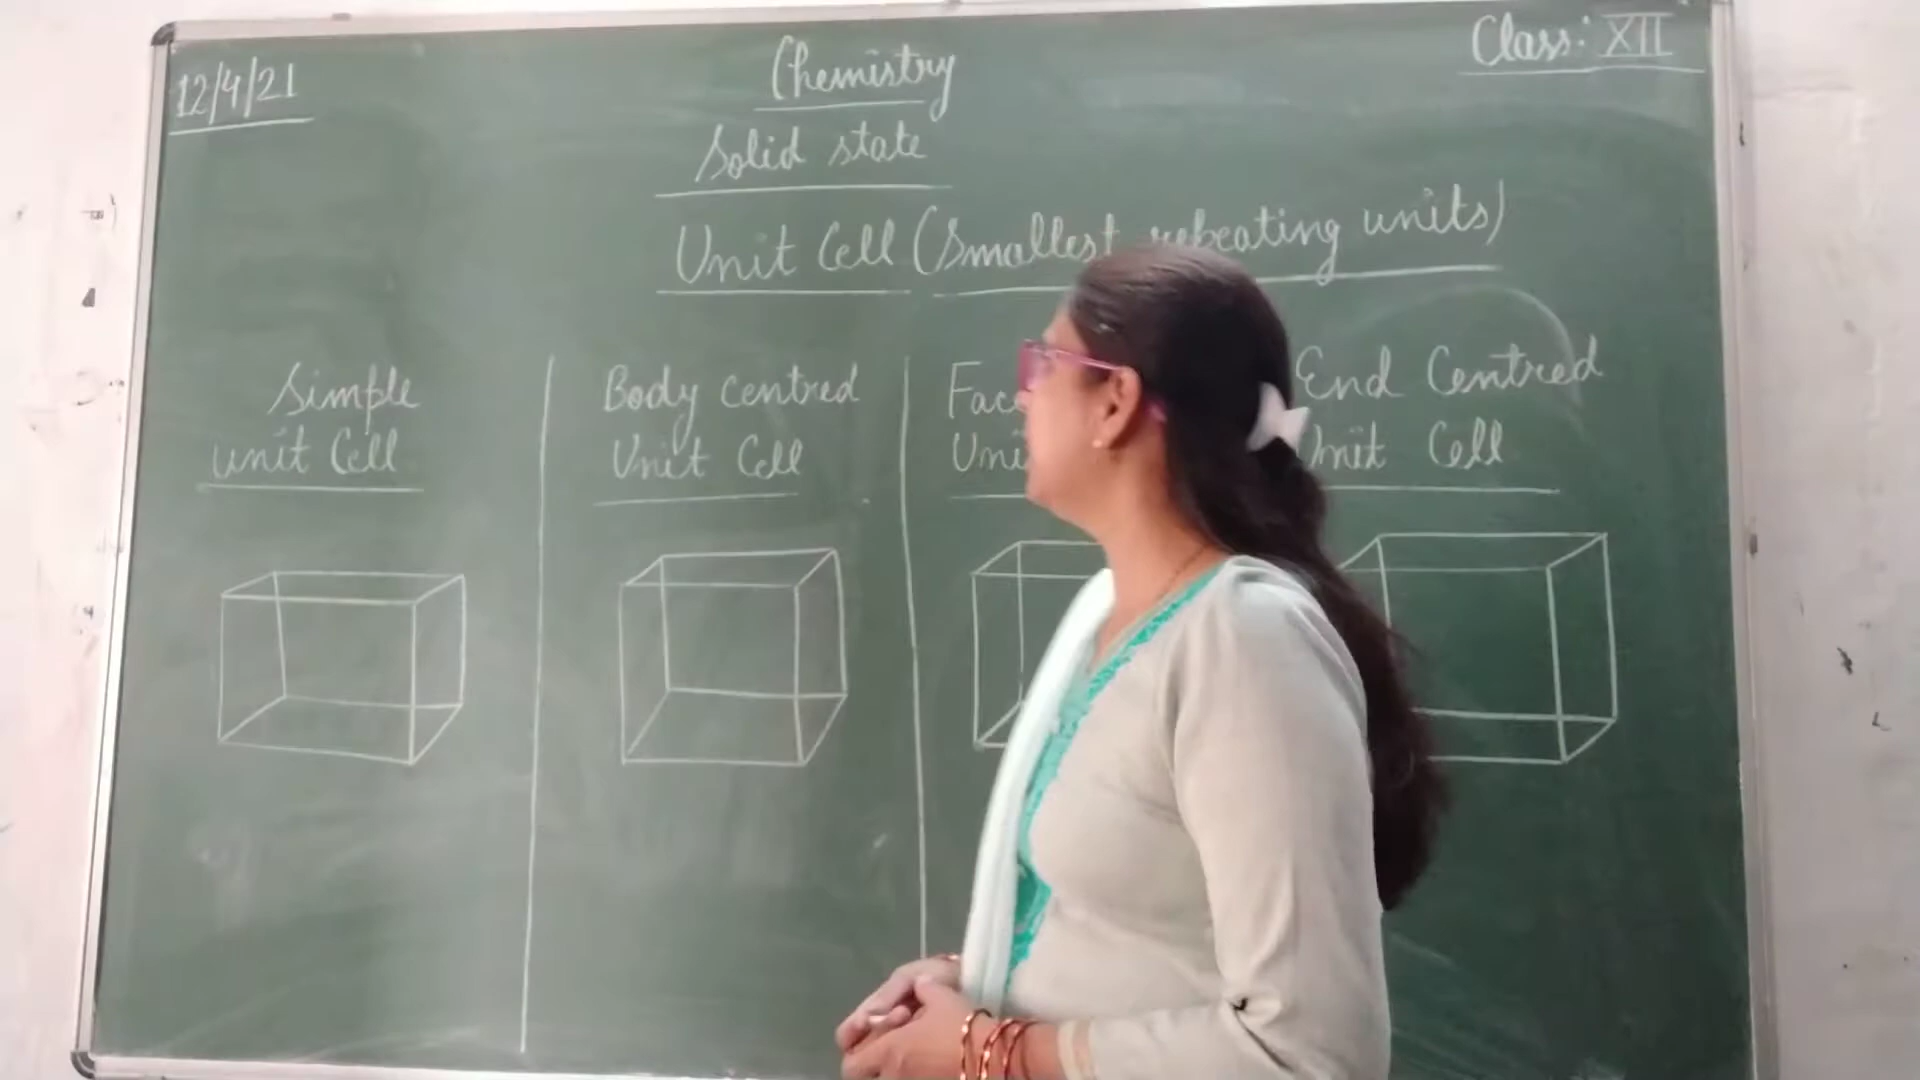 12/4/21
Chemistry
Class: XII
Solid state
Unit Cell (Smallest repeating units)
Simple
unit Cell
Body centred
Unit Cell
End Centred
Unit Cell